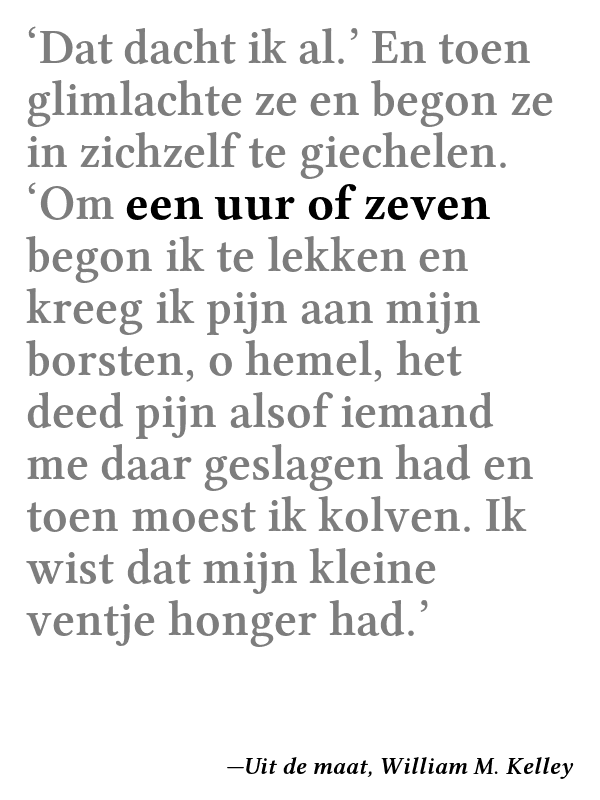 ‘Dat dacht ik al.’ En toen
glimlachte ze en begon ze
in zichzelf te giechelen.
‘Om een uur of zeven
begon ik te lekken en
kreeg ik pijn aan mijn
borsten, o hemel, het
deed pijn alsof iemand
me daar geslagen had en
toen moest ik kolven. Ik
wist dat mijn kleine
ventje honger had.’
—Uit de maat, William M. Kelley